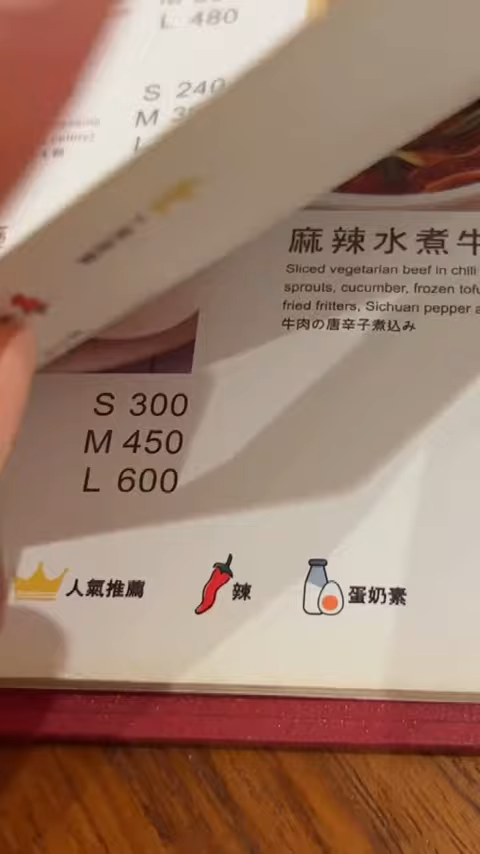 L 480
S 240
M
麻辣水煮牛
Sliced vegetarian beef in chili
sprouts, cucumber, frozen tofu
fried fritters, Sichuan pepper
牛肉の唐辛子煮込み
S 300
M 450
L 600
人氣推薦
辣
蛋奶素